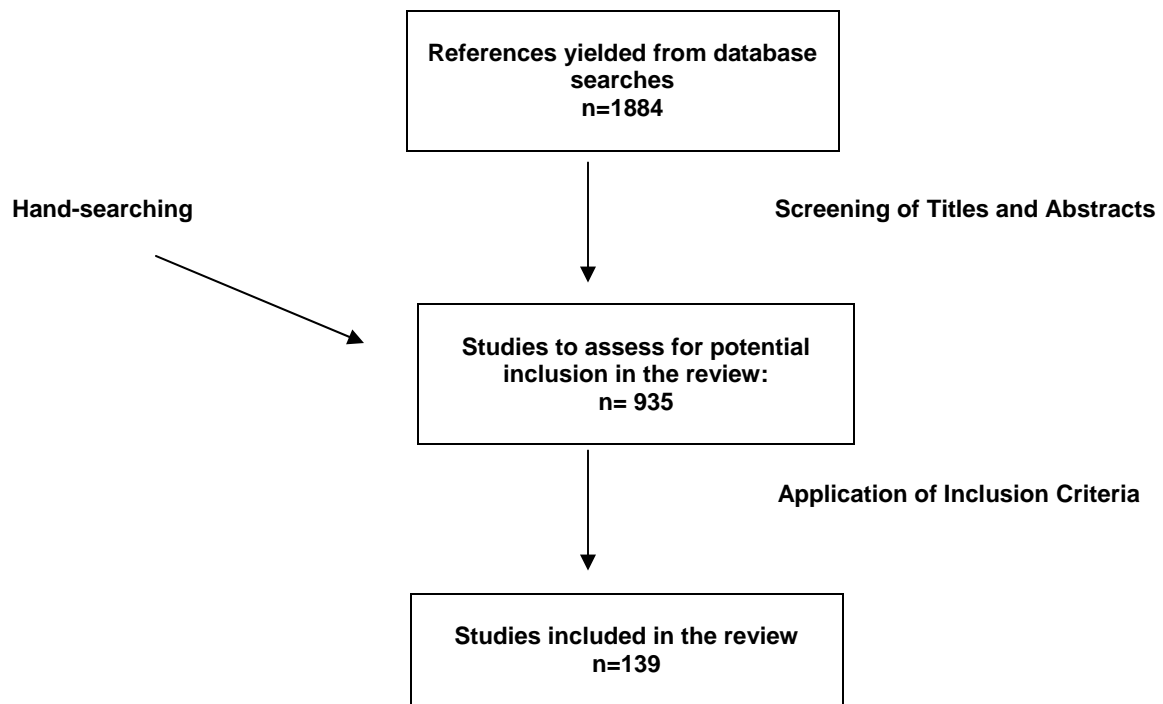 References yielded from database
searches
n=1884
Hand-searching
Screening of Titles and Abstracts
Studies to assess for potential
inclusion in the review:
n= 935
Application of Inclusion Criteria
Studies included in the review
n=139